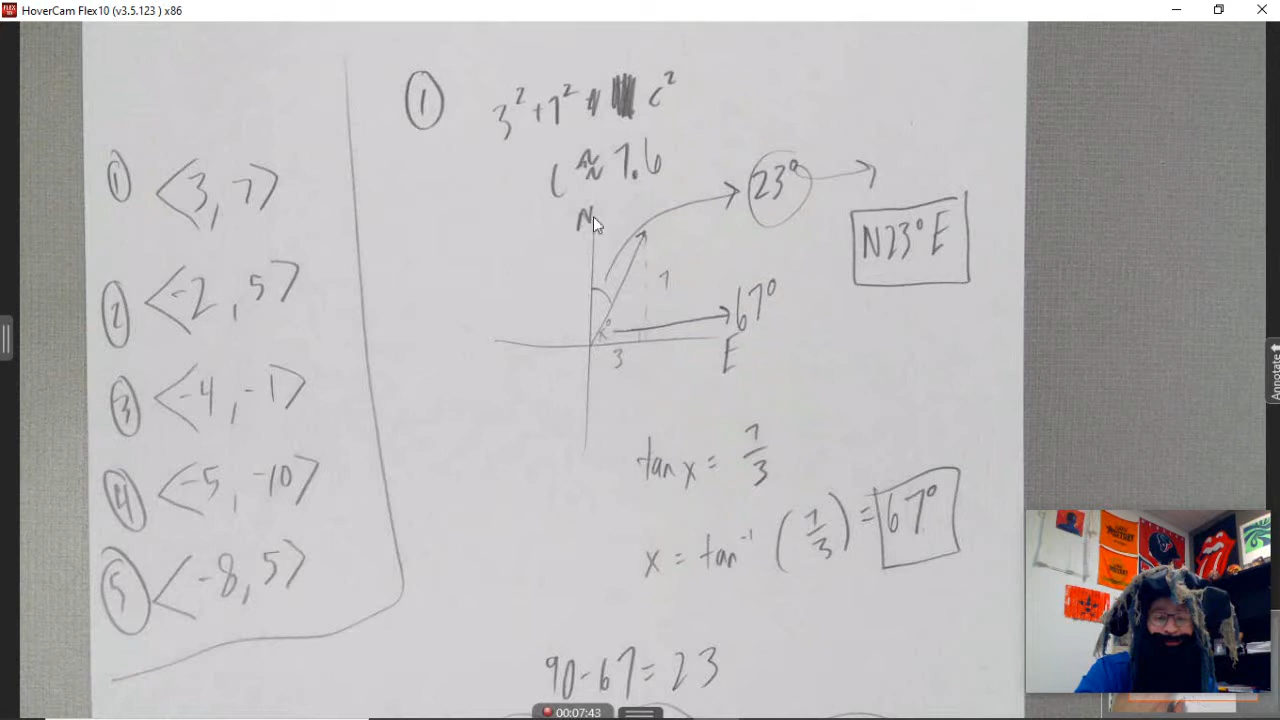 HoverCam Flex10 (v3.5.123) x86
① <3, 7>
② <-2, 5>
③ <-4, -1>
④ <-5, -10>
⑤ <-8, 5>
① 3² + 7² = c²
c ≈ 7.6
N
23°
N23°E
7
67°
x°
3
E
tan x = 7/3
x = tan⁻¹ (7/3) = 67°
90 - 67 = 23
00:07:43
Annotate